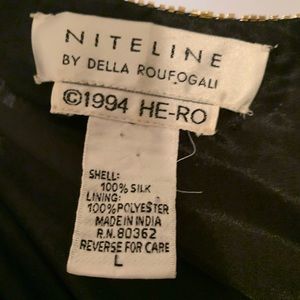 NITELINE
BY DELLA ROUFOGALI
©1994 HE-RO
SHELL:
100% SILK
LINING:
100% POLYESTER
MADE IN INDIA
R.N. 80362
REVERSE FOR CARE
L